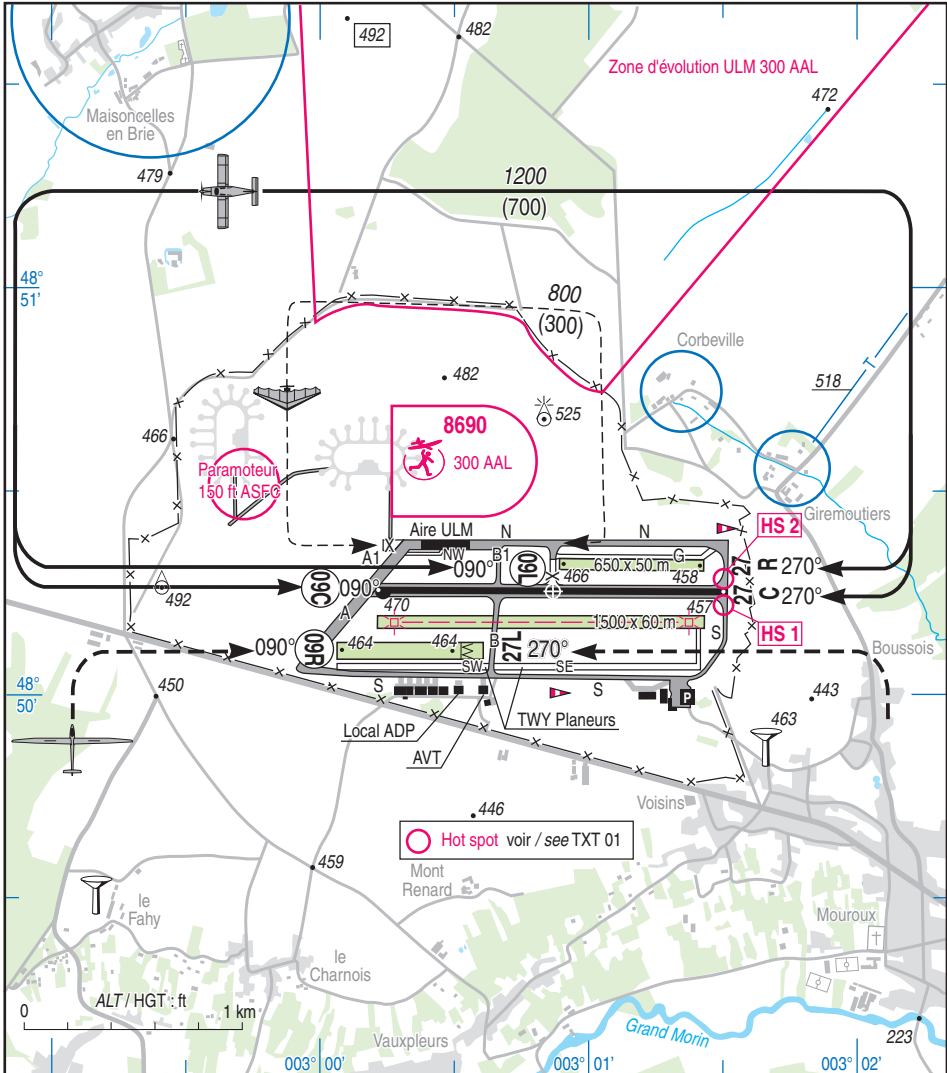 492
482
Zone d'évolution ULM 300 AAL
472
Maisoncelles
en Brie
479
1200
(700)
48°
51'
800
(300)
Corbeville
T
518
482
525
8690
300 AAL
466
Paramoteur
150 ft ASFC
Giremoutiers
HS 2
Aire ULM
N
N
A1
NW
B1
G
090°
09L
466
650 x 50 m
458
27
R
270°
09C
090°
27
C
270°
492
A
470
457
1500 x 60 m
HS 1
S
B
090°
09R
464
464
27L
270°
SW
SE
Boussois
48°
50'
450
S
S
P
443
Local ADP
TWY Planeurs
463
AVT
Voisins
446
Hot spot voir / see TXT 01
459
Mont
Renard
le
Fahy
Mouroux
le
Charnois
ALT / HGT : ft
0
1 km
Grand Morin
Vauxpleurs
223
003° 00'
003° 01'
003° 02'